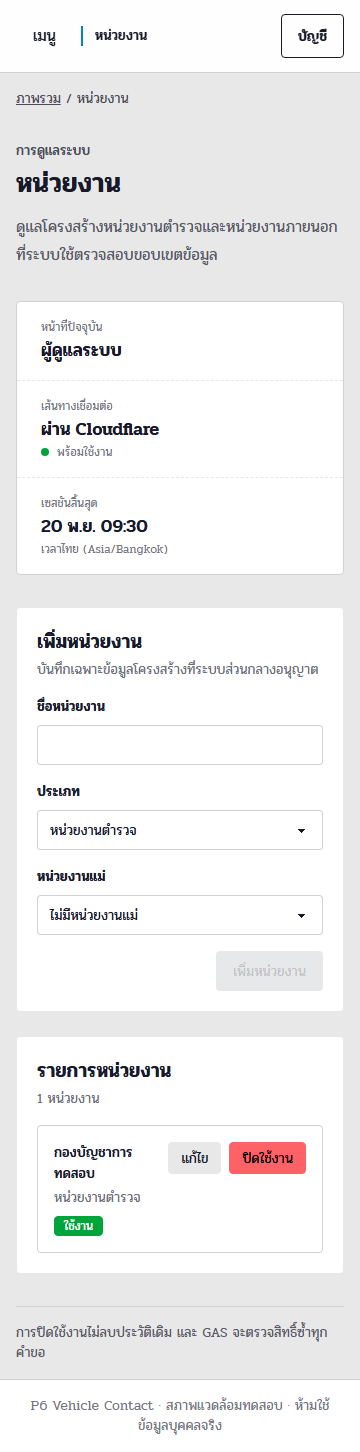 เมนู
หน่วยงาน
บัญชี
ภาพรวม / หน่วยงาน
การดูแลระบบ
หน่วยงาน
ดูแลโครงสร้างหน่วยงานตำรวจและหน่วยงานภายนอก
ที่ระบบใช้ตรวจสอบขอบเขตข้อมูล
หน้าที่ปัจจุบัน
ผู้ดูแลระบบ
เส้นทางเชื่อมต่อ
ผ่าน Cloudflare
พร้อมใช้งาน
เซสชันสิ้นสุด
20 พ.ย. 09:30
เวลาไทย (Asia/Bangkok)
เพิ่มหน่วยงาน
บันทึกเฉพาะข้อมูลโครงสร้างที่ระบบส่วนกลางอนุญาต
ชื่อหน่วยงาน
ประเภท
หน่วยงานตำรวจ
หน่วยงานแม่
ไม่มีหน่วยงานแม่
เพิ่มหน่วยงาน
รายการหน่วยงาน
1 หน่วยงาน
กองบัญชาการ
ทดสอบ
หน่วยงานตำรวจ
ใช้งาน
แก้ไข
ปิดใช้งาน
การปิดใช้งานไม่ลบประวัติเดิม และ GAS จะตรวจสิทธิ์ซ้ำทุก
คำขอ
P6 Vehicle Contact · สภาพแวดล้อมทดสอบ · ห้ามใช้
ข้อมูลบุคคลจริง